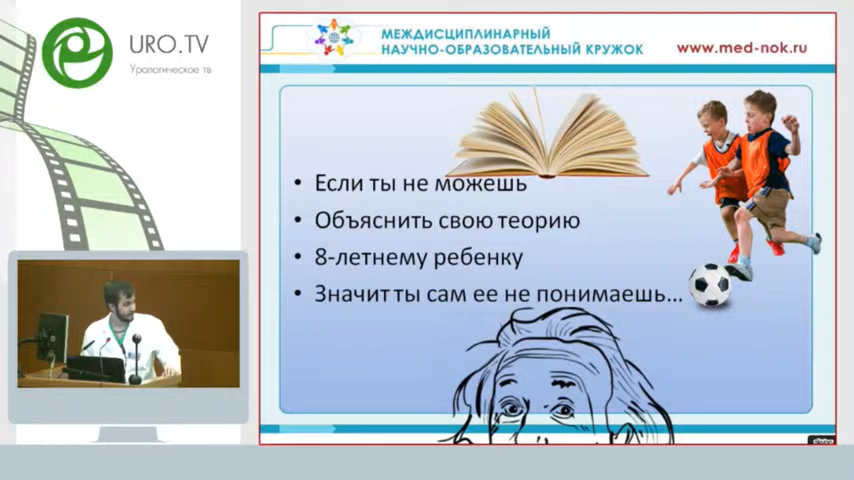 URO.TV
Урологическое тв
МЕЖДИСЦИПЛИНАРНЫЙ
НАУЧНО-ОБРАЗОВАТЕЛЬНЫЙ КРУЖОК
www.med-nok.ru
• Если ты не можешь
• Объяснить свою теорию
• 8-летнему ребенку
• Значит ты сам ее не понимаешь...